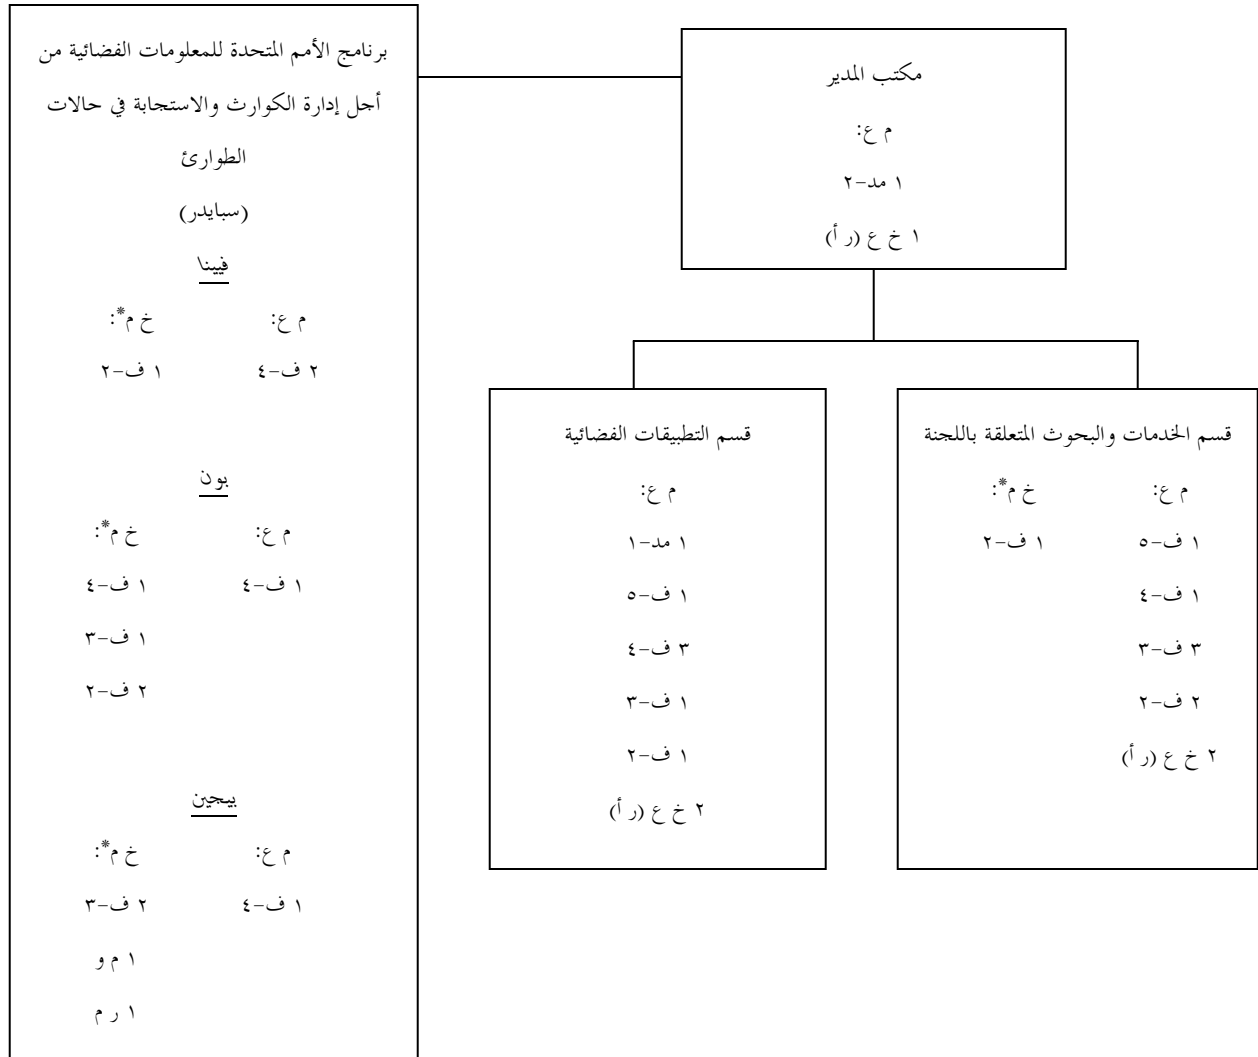 مكتب المدير
م ع:
١ مد-٢
١ خ ع (ر أ)
برنامج الأمم المتحدة للمعلومات الفضائية من
أجل إدارة الكوارث والاستجابة في حالات
الطوارئ
(سبايدر)
فيينا
م ع: خ م*:
٢ ف-٤ ١ ف-٢
بون
م ع: خ م*:
١ ف-٤ ١ ف-٤
١ ف-٣
٢ ف-٢
بيجين
م ع: خ م*:
١ ف-٤ ٢ ف-٣
١ م و
١ ر م
قسم الخدمات والبحوث المتعلقة باللجنة
م ع: خ م*:
١ ف-٥ ١ ف-٢
١ ف-٤
٣ ف-٣
٢ ف-٢
٢ خ ع (ر أ)
قسم التطبيقات الفضائية
م ع:
١ مد-١
١ ف-٥
٣ ف-٤
١ ف-٣
١ ف-٢
٢ خ ع (ر أ)